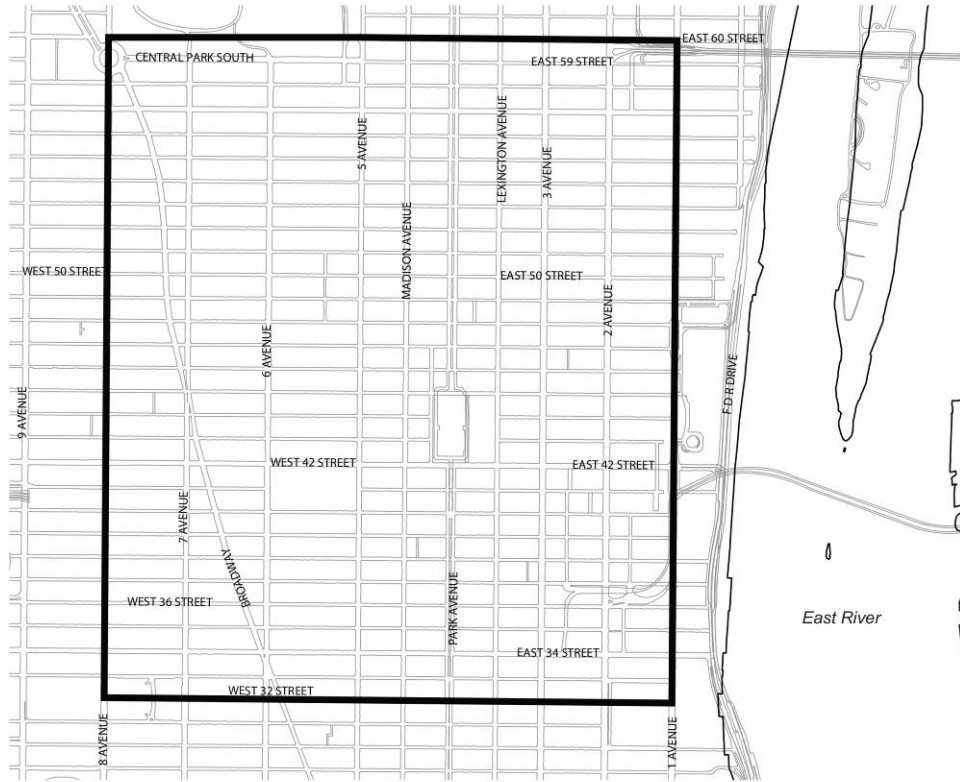 EAST 60 STREET
CENTRAL PARK SOUTH
EAST 59 STREET
5 AVENUE
LEXINGTON AVENUE
3 AVENUE
MADISON AVENUE
WEST 50 STREET
EAST 50 STREET
2 AVENUE
6 AVENUE
F D R DRIVE
9 AVENUE
WEST 42 STREET
EAST 42 STREET
7 AVENUE
BROADWAY
WEST 36 STREET
PARK AVENUE
East River
EAST 34 STREET
WEST 32 STREET
8 AVENUE
1 AVENUE